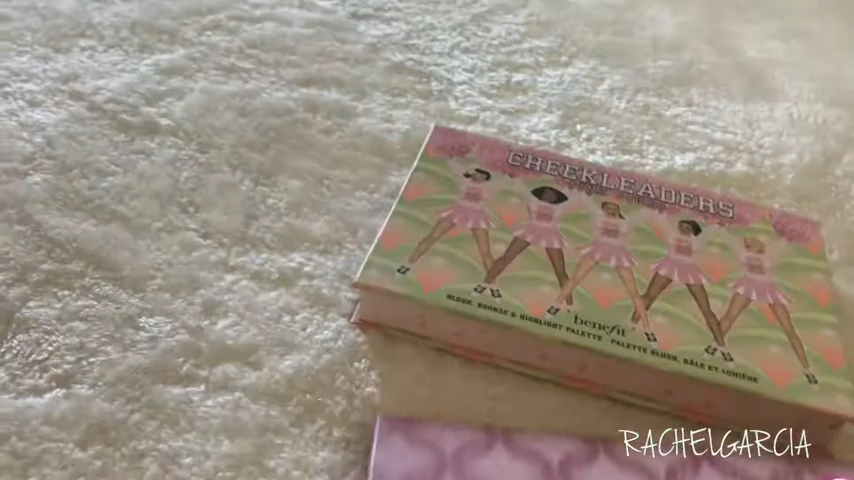 CHEEKLEADERS
benefit
BLUSH, BRONZE & HIGHLIGHT PALETTE PALETTE BLUSH, HÂLE ET LUMIÈRE
RACHELGARCIA